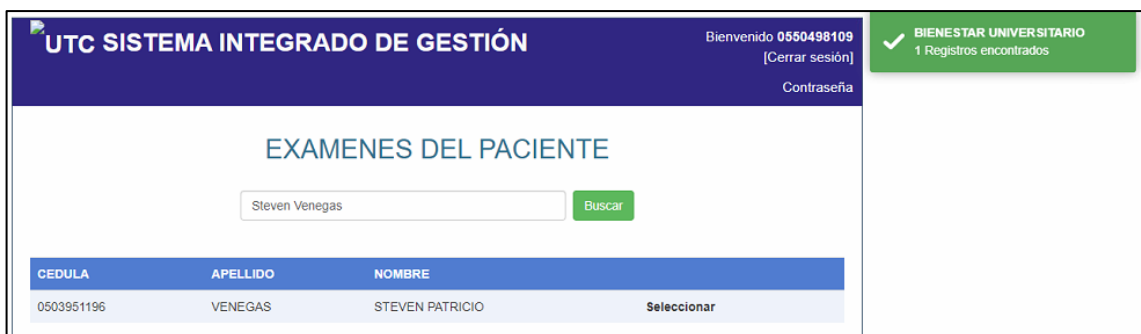 UTC SISTEMA INTEGRADO DE GESTIÓN
Bienvenido 0550498109
[Cerrar sesión]
Contraseña
BIENESTAR UNIVERSITARIO
1 Registros encontrados
EXAMENES DEL PACIENTE
Steven Venegas Buscar
CEDULA APELLIDO NOMBRE
0503951196 VENEGAS STEVEN PATRICIO Seleccionar